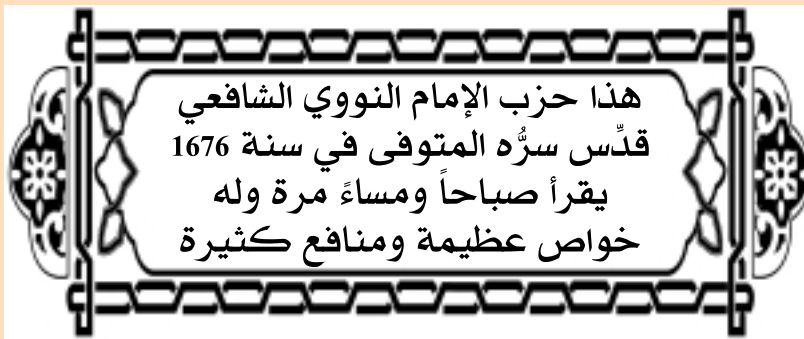 هذا حزب الإمام النووي الشافعي
قدِّس سرُّه المتوفى في سنة 1676
يقرأ صباحاً ومساءً مرة وله
خواص عظيمة ومنافع كثيرة